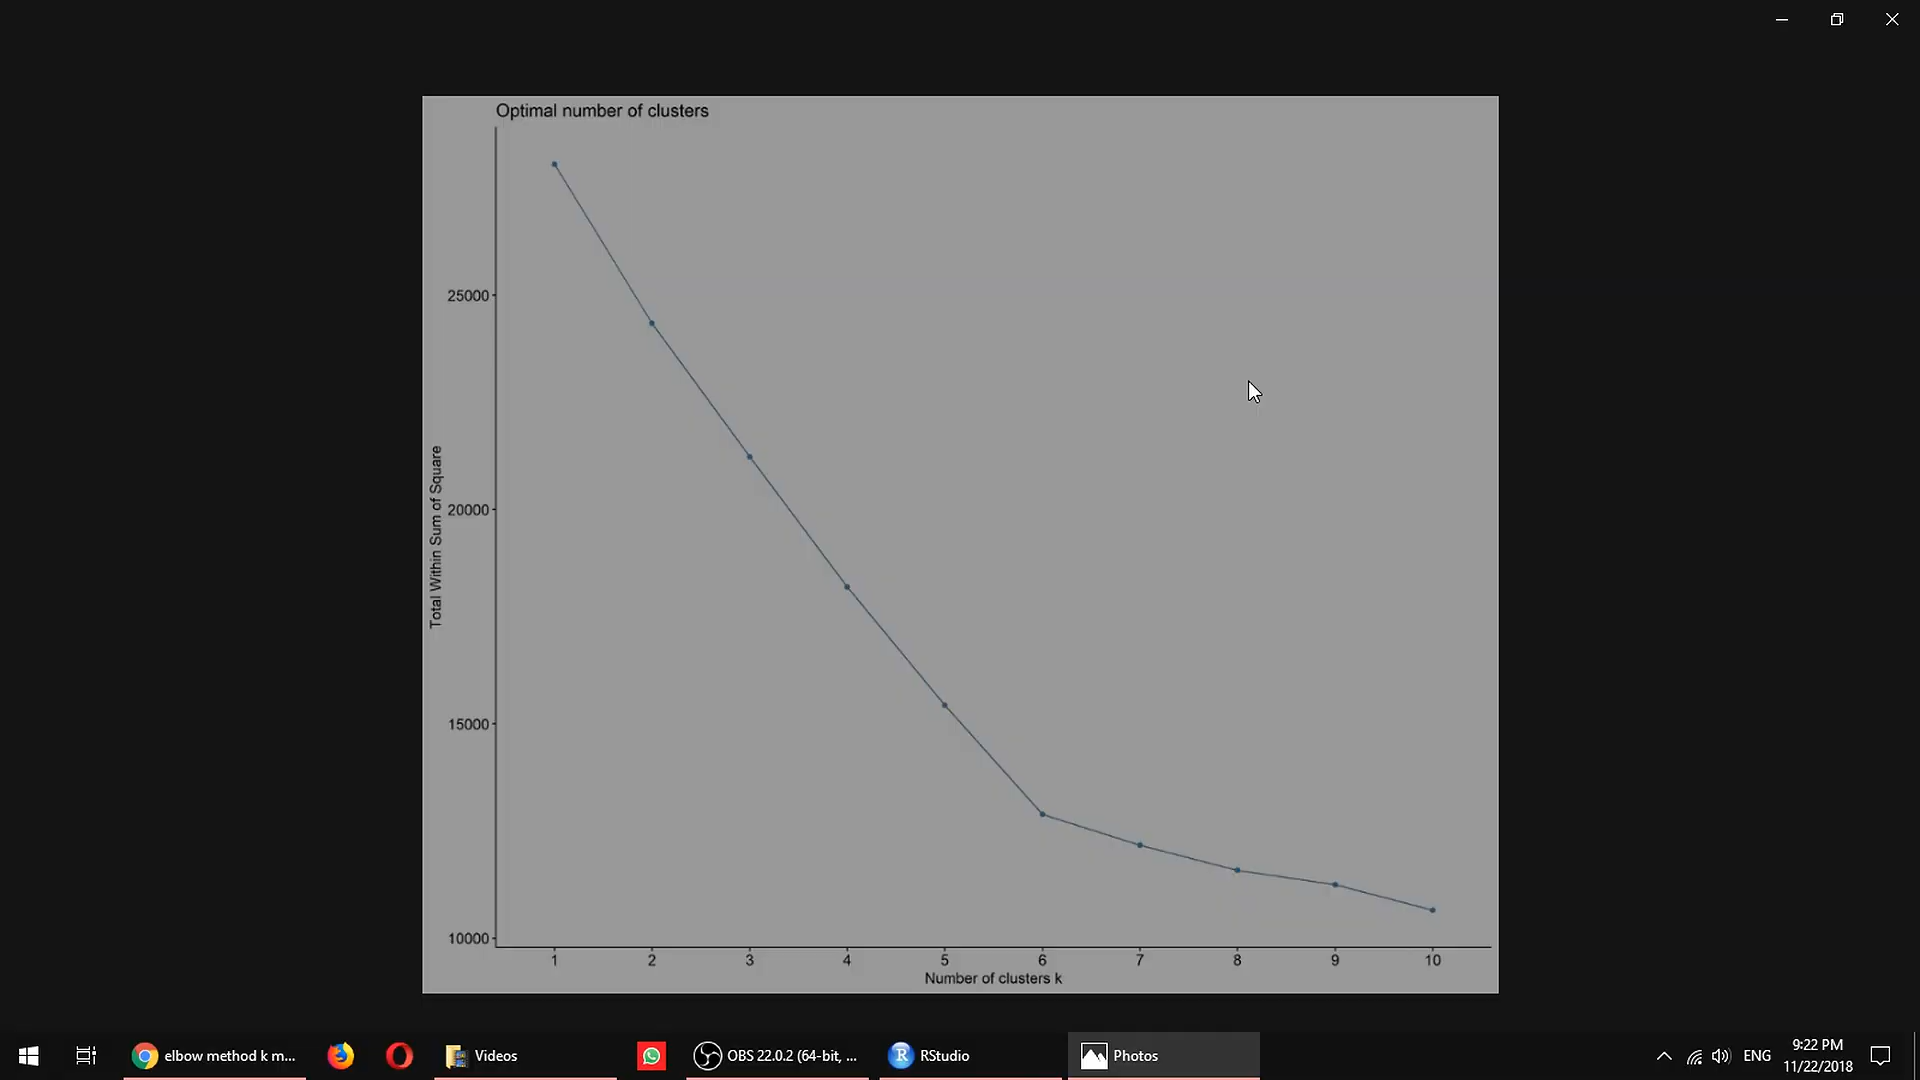 Optimal number of clusters
25000
20000
15000
10000
Total Within Sum of Square
1 2 3 4 5 6 7 8 9 10
Number of clusters k
elbow method k m...
Videos
OBS 22.0.2 (64-bit, ...
RStudio
Photos
ENG
9:22 PM
11/22/2018